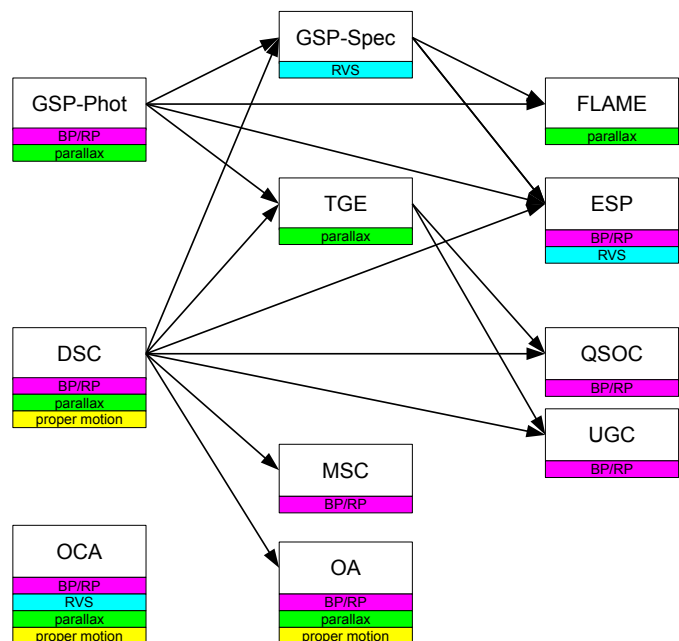 GSP-Spec
RVS
GSP-Phot
BP/RP
parallax
FLAME
parallax
TGE
parallax
ESP
BP/RP
RVS
DSC
BP/RP
parallax
proper motion
QSOC
BP/RP
UGC
BP/RP
MSC
BP/RP
OCA
BP/RP
RVS
parallax
proper motion
OA
BP/RP
parallax
proper motion